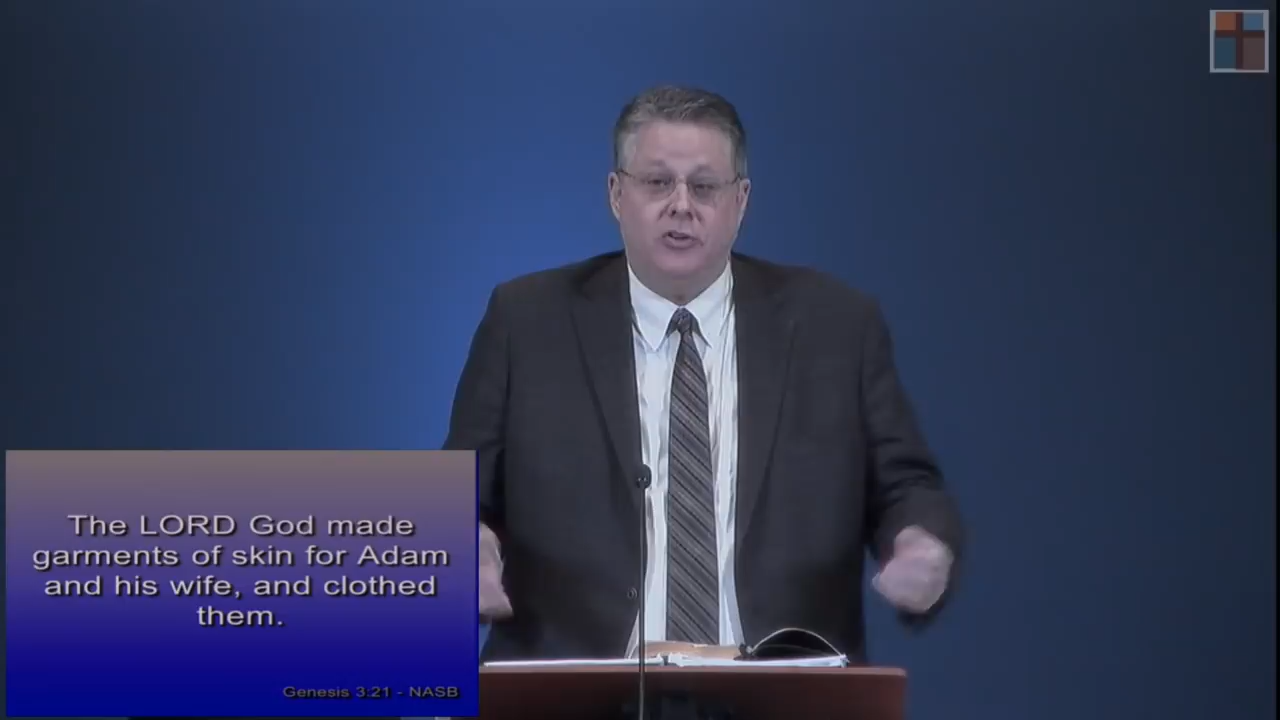 The LORD God made
garments of skin for Adam
and his wife, and clothed
them.
Genesis 3:21 - NASB